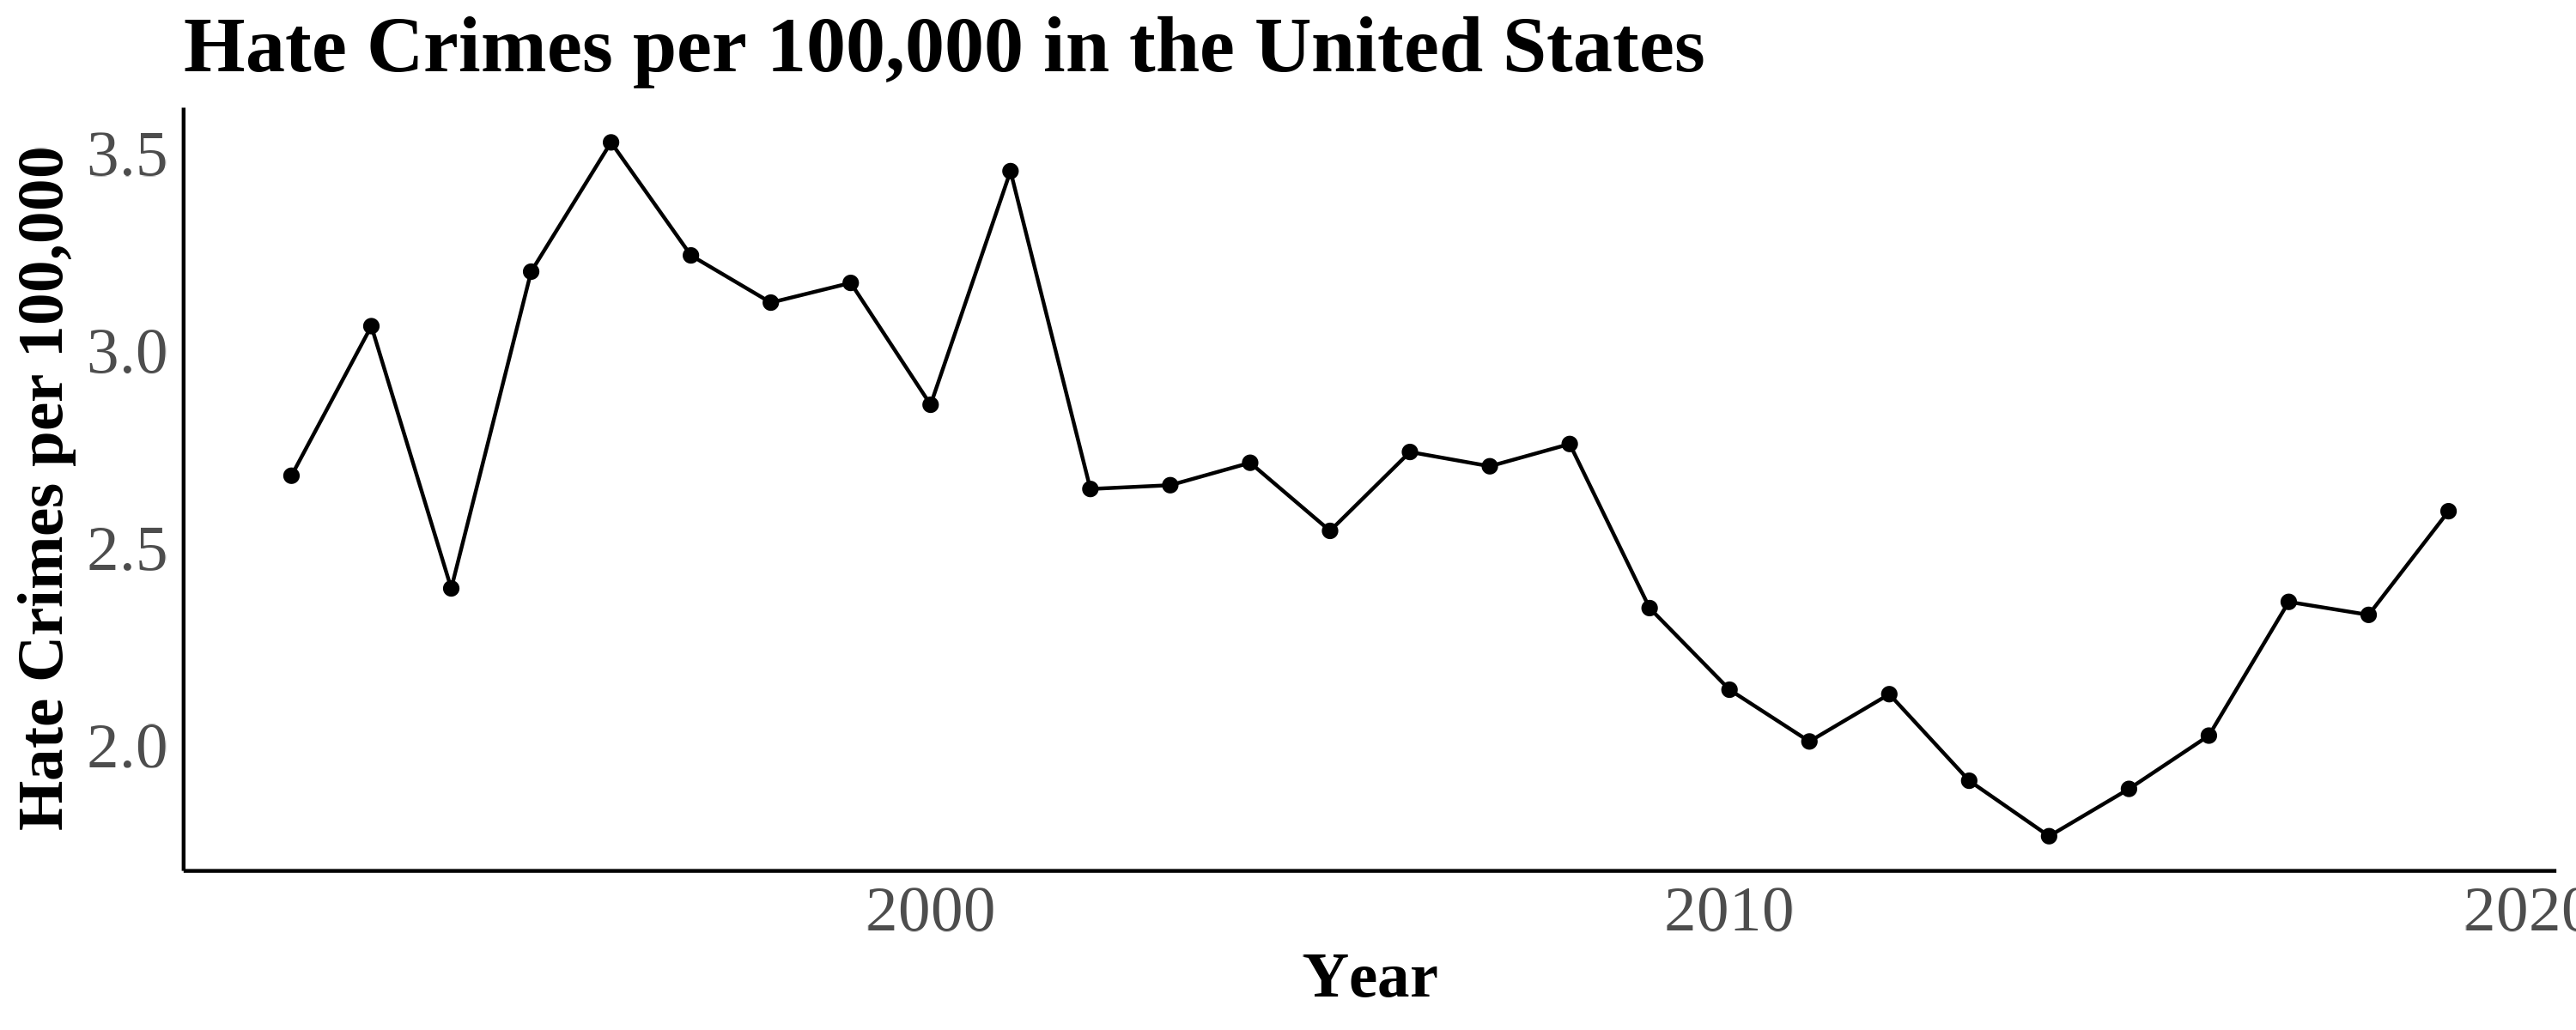 Hate Crimes per 100,000 in the United States
Hate Crimes per 100,000
3.5
3.0
2.5
2.0
2000 2010 2020
Year